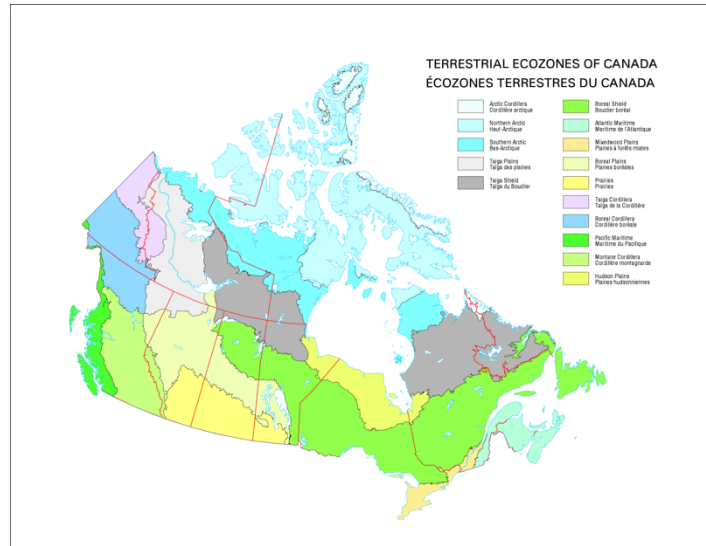 TERRESTRIAL ECOZONES OF CANADA
ÉCOZONES TERRESTRES DU CANADA
Arctic Cordillera
Cordillère arctique
Northern Arctic
Haut-Arctique
Southern Arctic
Bas-Arctique
Taiga Plains
Taïga des plaines
Taiga Shield
Taïga du Bouclier
Boreal Shield
Bouclier boréal
Atlantic Maritime
Maritime de l'Atlantique
Mixedwood Plains
Plaines à forêts mixtes
Boreal Plains
Plaines boréales
Prairies
Prairies
Taiga Cordillera
Taïga de la Cordillère
Boreal Cordillera
Cordillère boréale
Pacific Maritime
Maritime du Pacifique
Montane Cordillera
Cordillère montagnarde
Hudson Plains
Plaines hudsonniennes